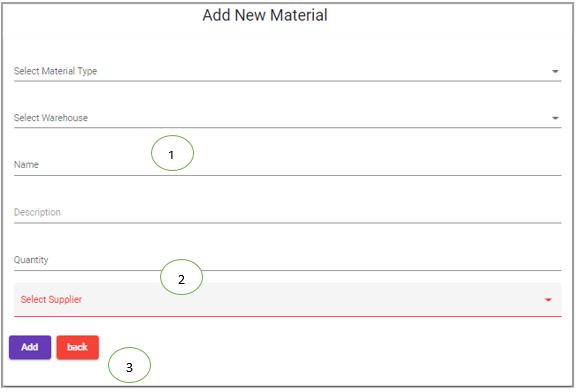 Add New Material
Select Material Type
Select Warehouse
1
Name
Description
Quantity
2
Select Supplier
Add back
3